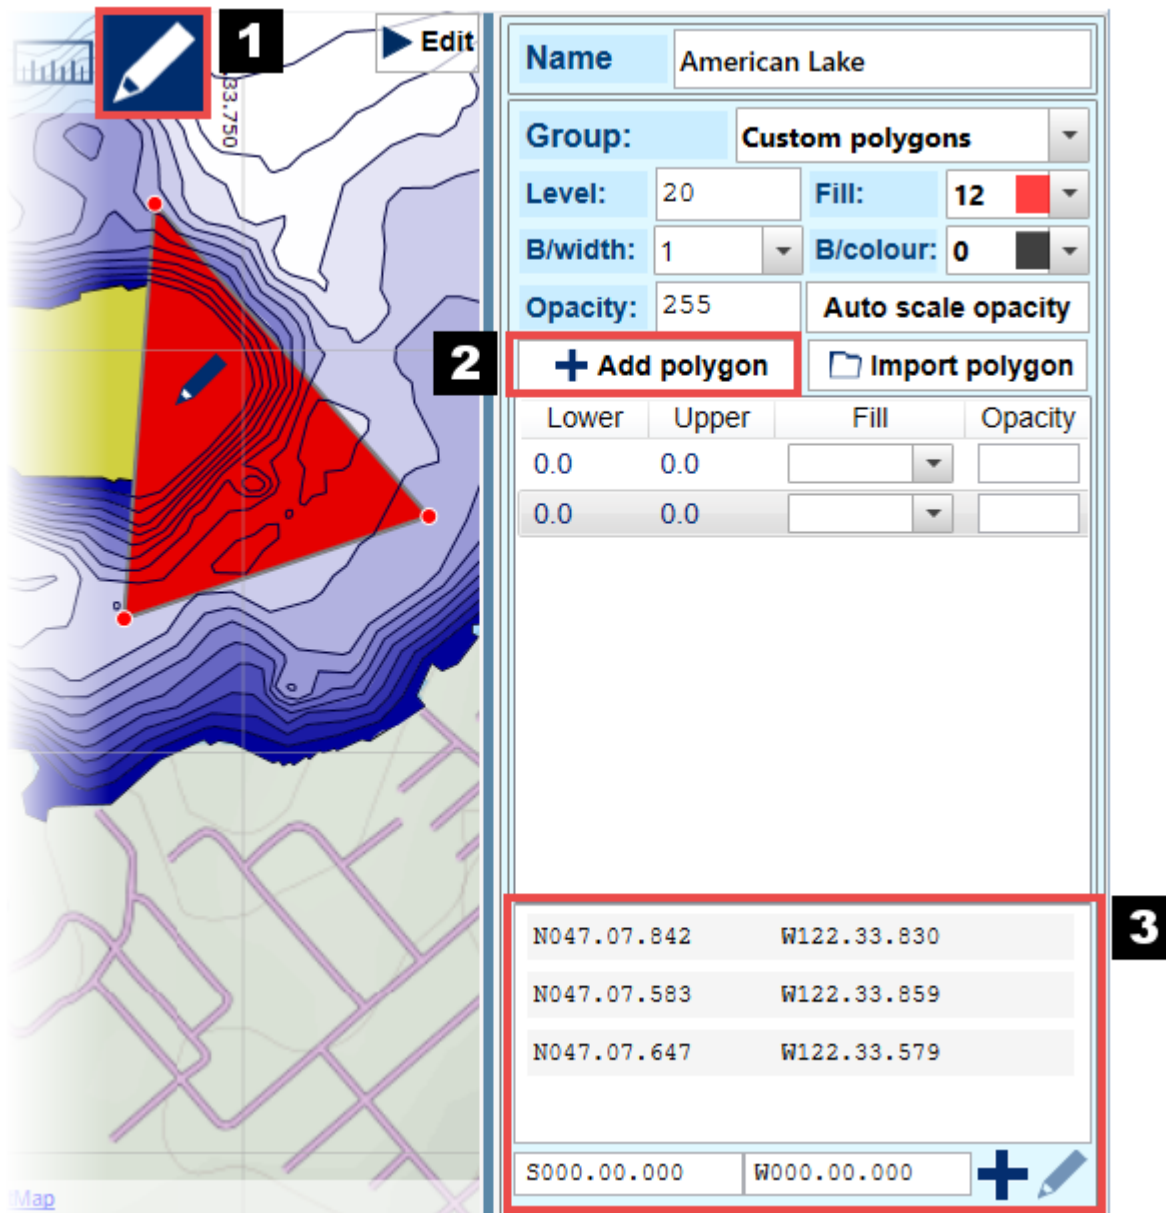 1
Edit
33.750
Name American Lake
Group: Custom polygons
Level: 20 Fill: 12
B/width: 1 B/colour: 0
Opacity: 255 Auto scale opacity
2
Add polygon Import polygon
Lower Upper Fill Opacity
0.0 0.0
0.0 0.0
3
N047.07.842 W122.33.830
N047.07.583 W122.33.859
N047.07.647 W122.33.579
S000.00.000 W000.00.000
Map